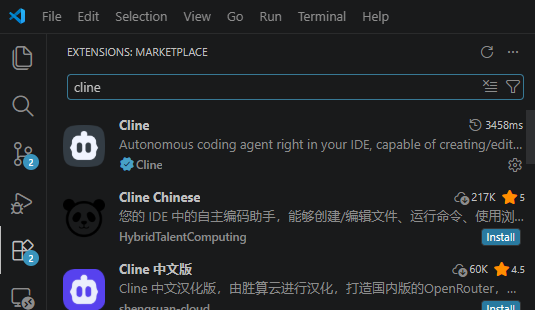 File Edit Selection View Go Run Terminal Help
EXTENSIONS: MARKETPLACE
cline
Cline 3458ms
Autonomous coding agent right in your IDE, capable of creating/edit...
Cline
2
Cline Chinese 217K 5
您的 IDE 中的自主编码助手，能够创建/编辑文件、运行命令、使用浏...
HybridTalentComputing Install
2
Cline 中文版 60K 4.5
Cline 中文汉化版，由胜算云进行汉化，打造国内版的OpenRouter，...
shengsuan-cloud Install